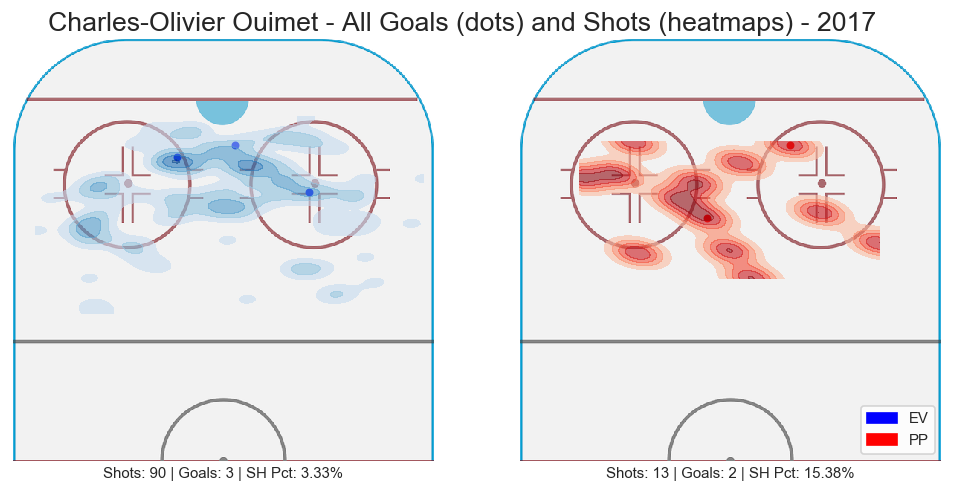 Charles-Olivier Ouimet - All Goals (dots) and Shots (heatmaps) - 2017
EV
PP
Shots: 90 | Goals: 3 | SH Pct: 3.33%
Shots: 13 | Goals: 2 | SH Pct: 15.38%